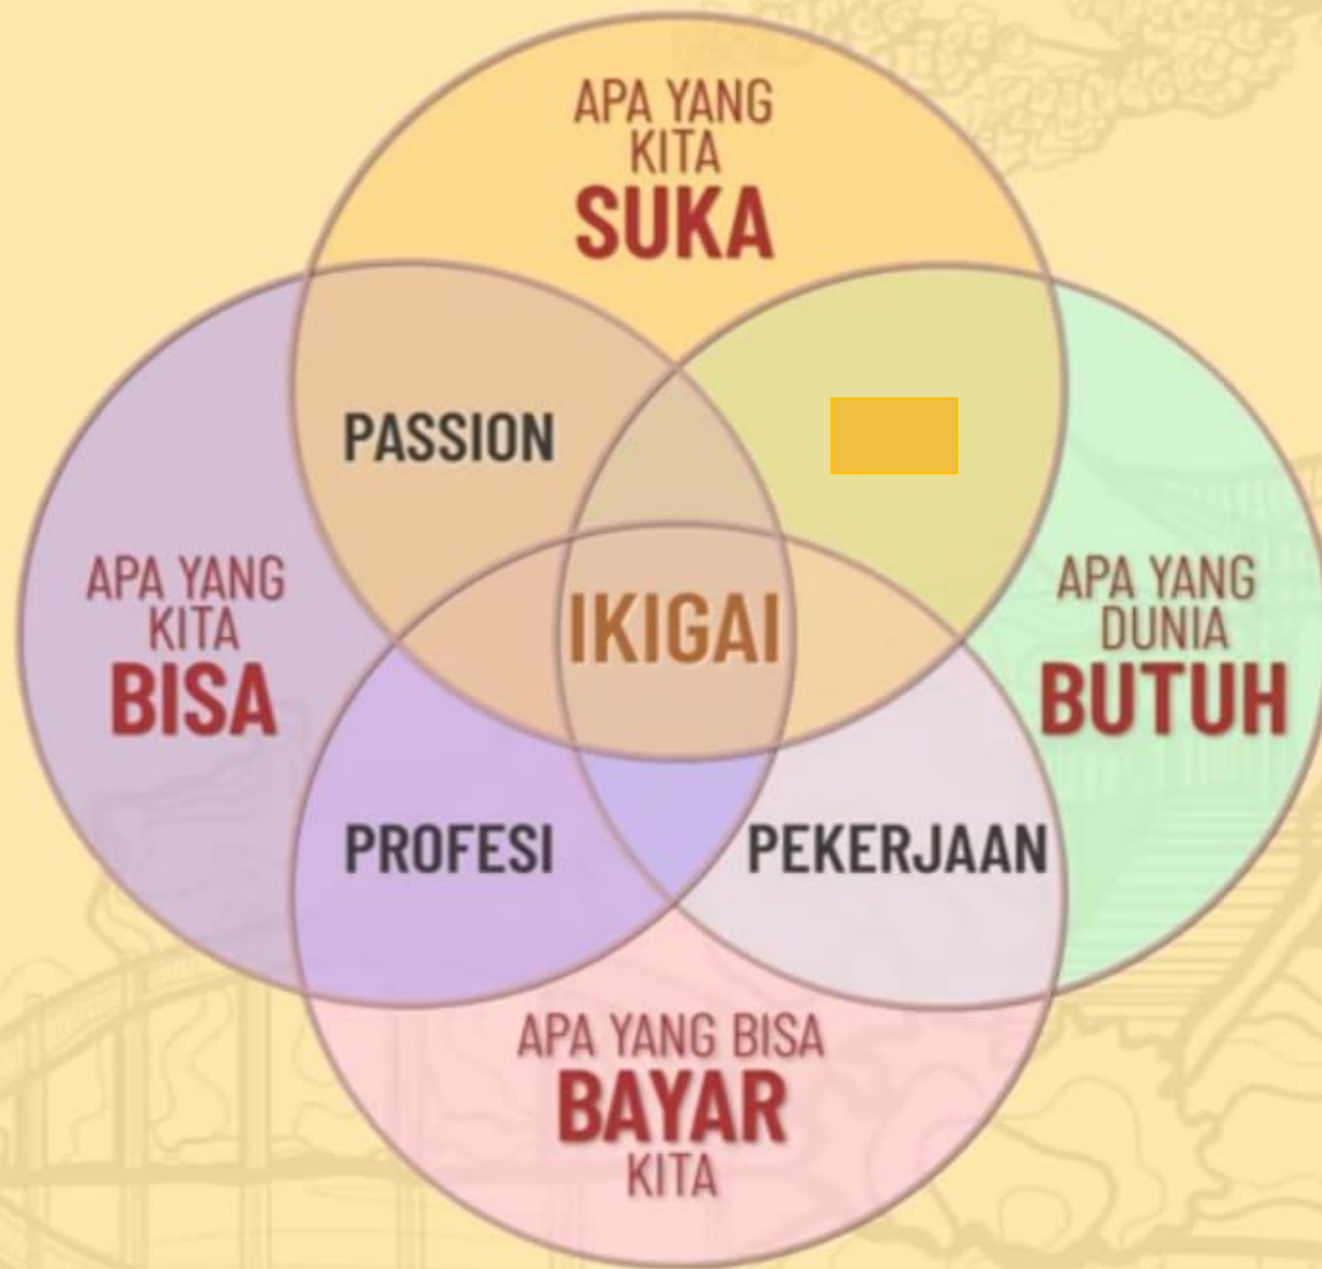 APA YANG
KITA
SUKA
PASSION
APA YANG
KITA
BISA
IKIGAI
APA YANG
DUNIA
BUTUH
PROFESI
PEKERJAAN
APA YANG BISA
BAYAR
KITA